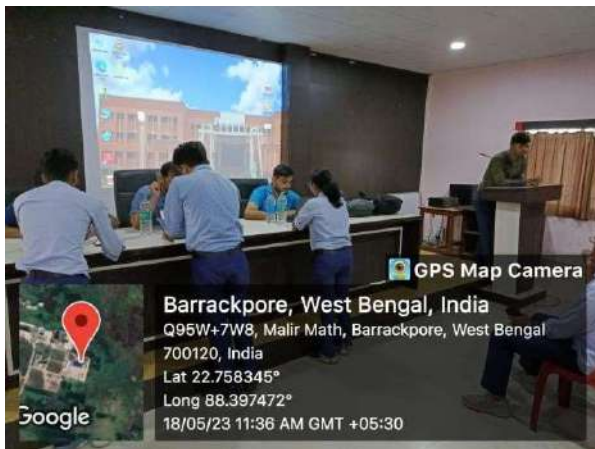 GPS Map Camera
Barrackpore, West Bengal, India
Q95W+7W8, Malir Math, Barrackpore, West Bengal
700120, India
Lat 22.758345°
Long 88.397472°
18/05/23 11:36 AM GMT +05:30
Google